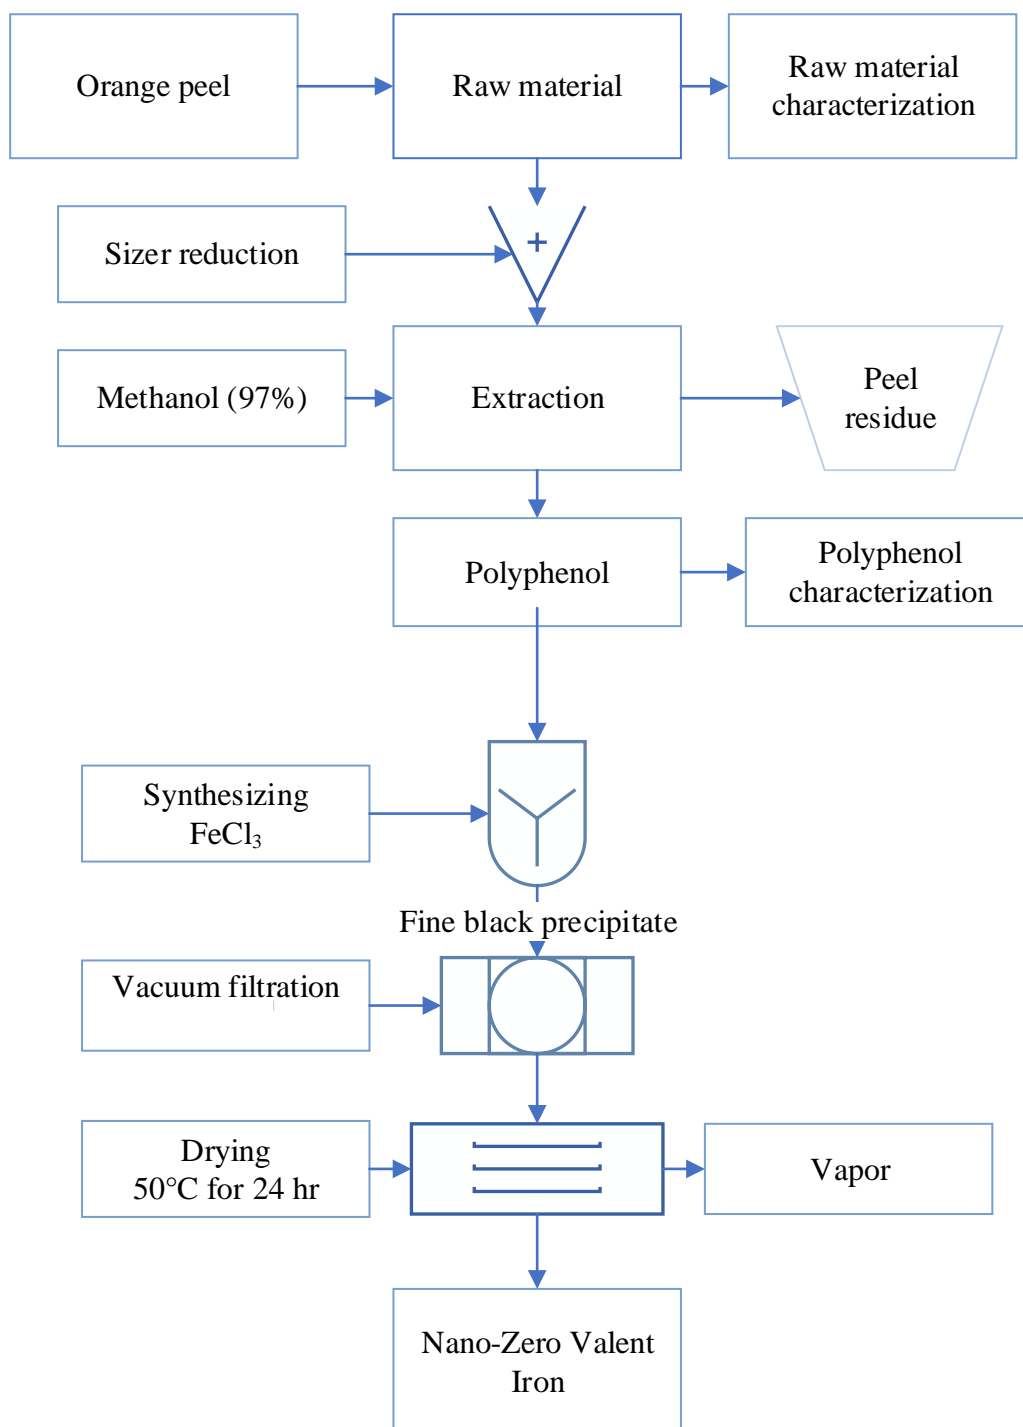 Orange peel
Raw material
Raw material
characterization
Sizer reduction
+
Methanol (97%)
Extraction
Peel
residue
Polyphenol
Polyphenol
characterization
Synthesizing
FeCl₃
Fine black precipitate
Vacuum filtration
Drying
50°C for 24 hr
Vapor
Nano-Zero Valent
Iron